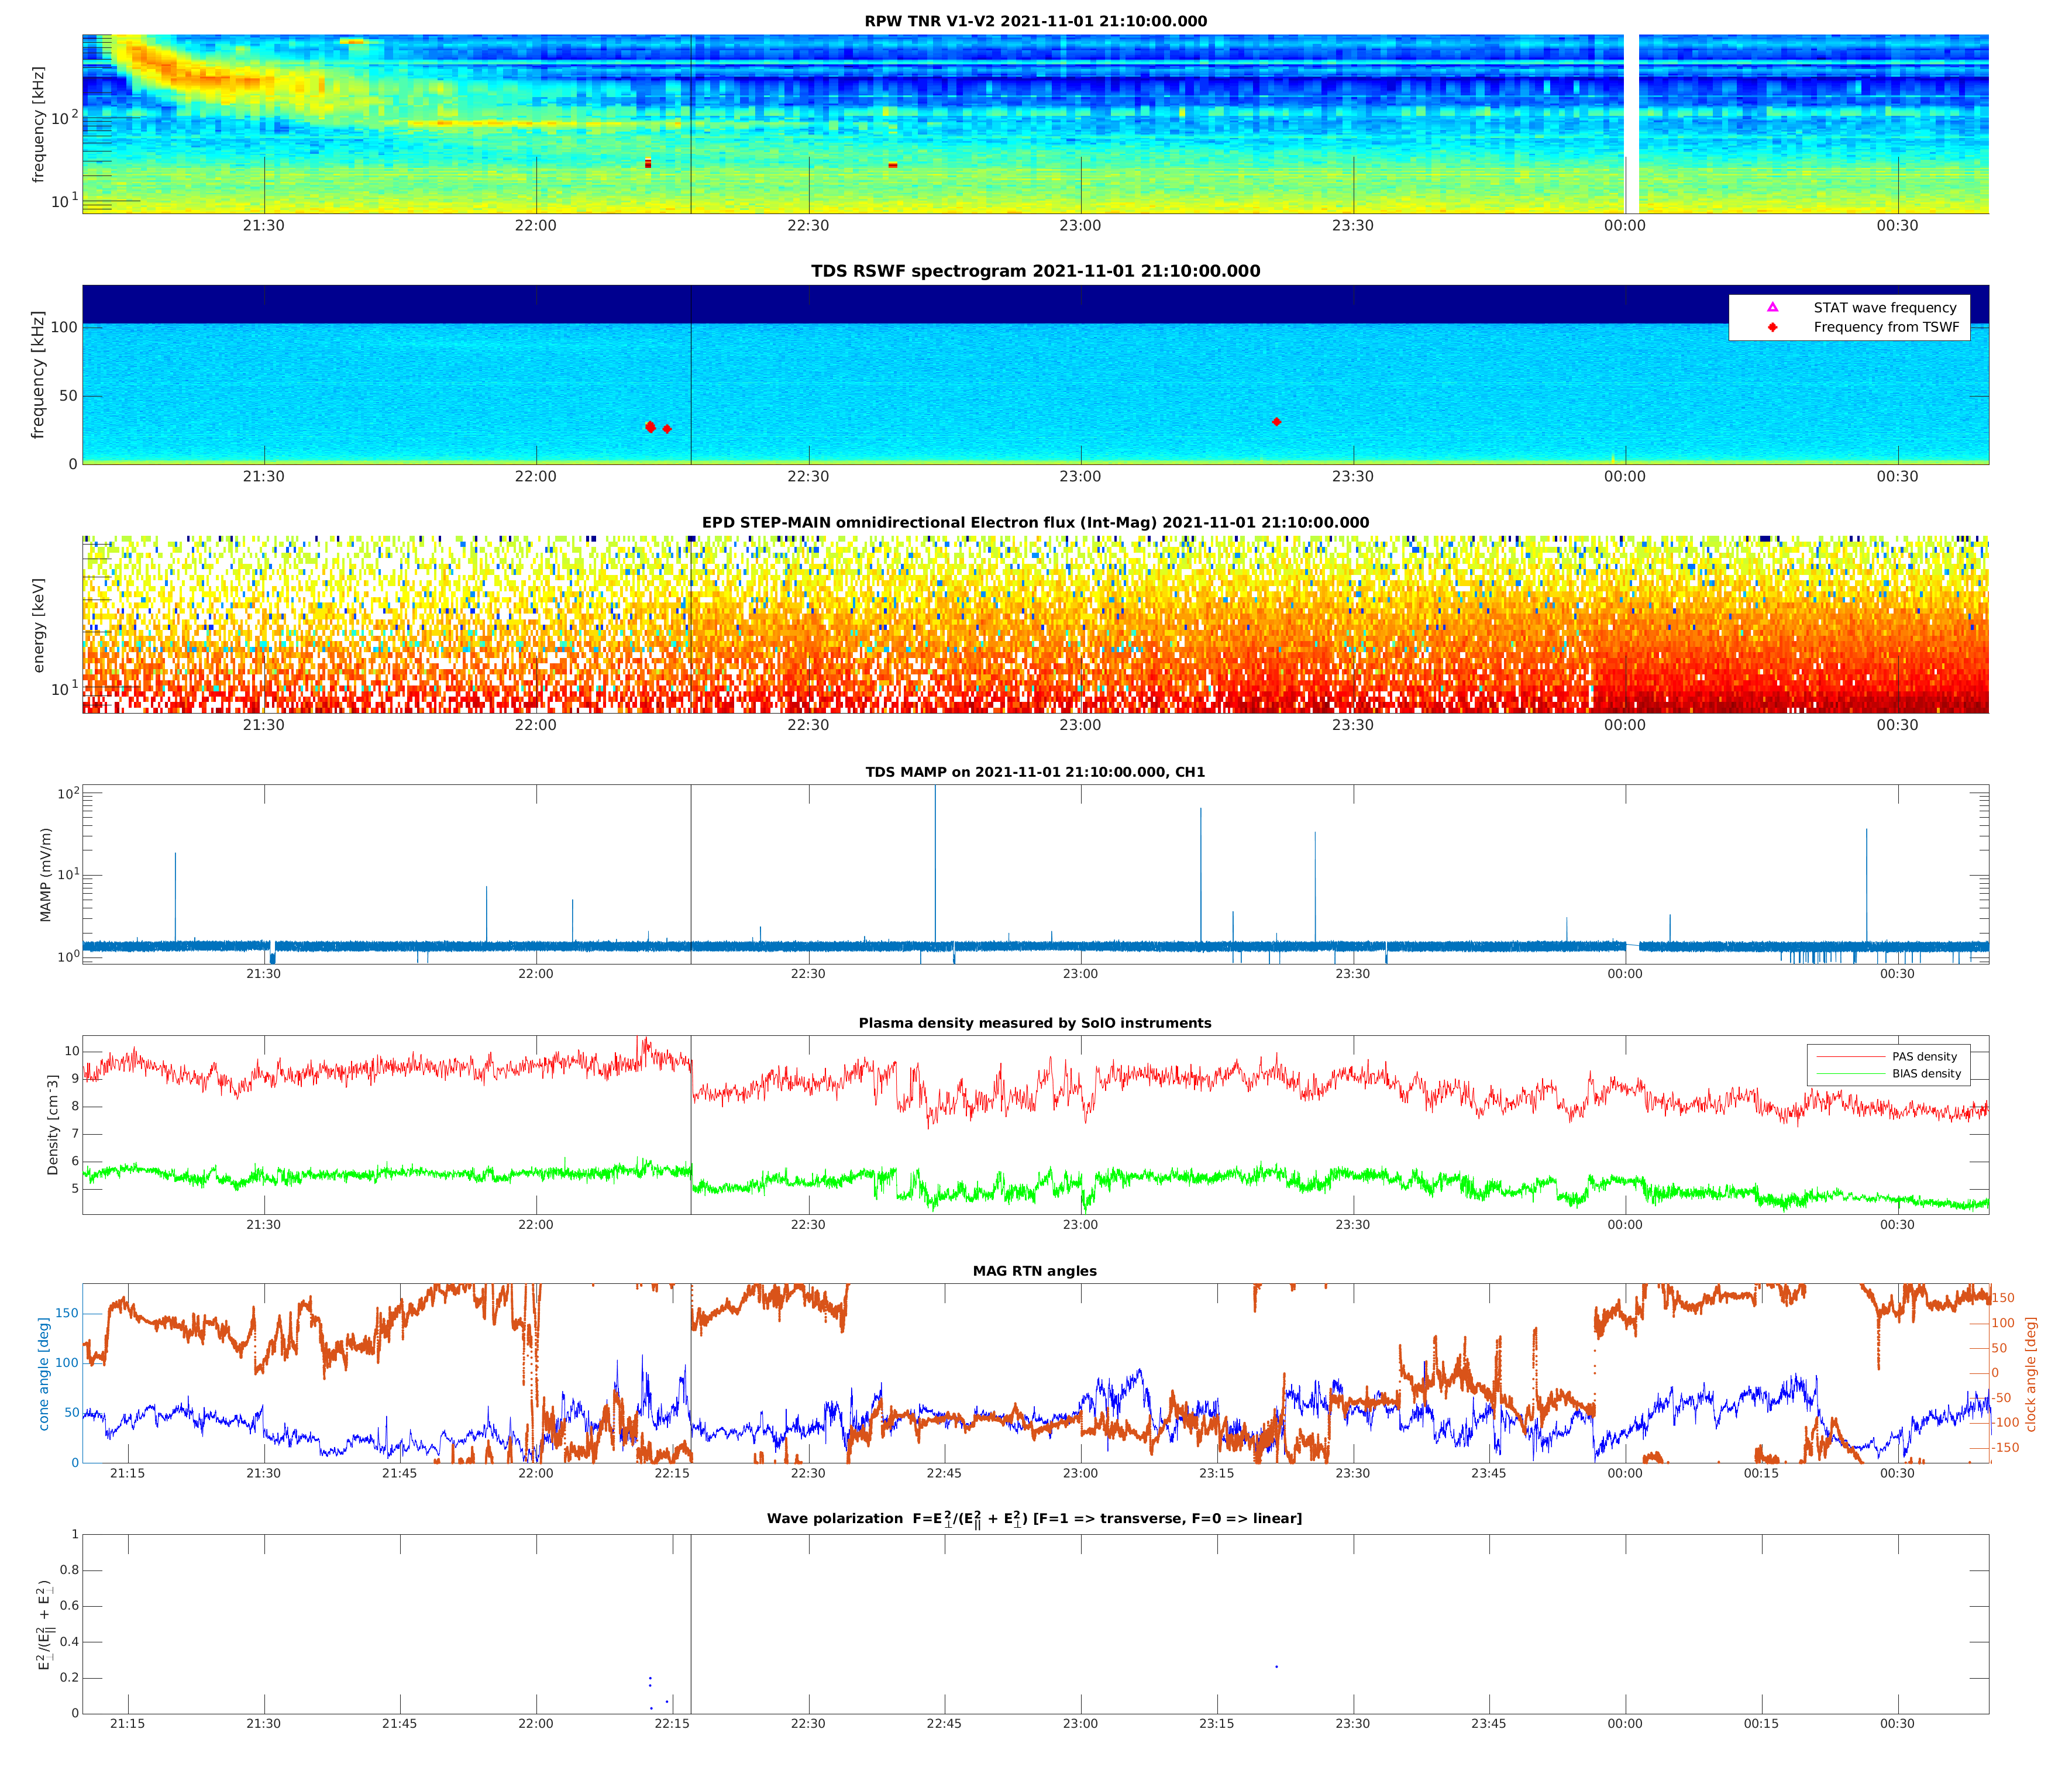 RPW TNR V1-V2 2021-11-01 21:10:00.000
frequency [kHz]
10^2
10^1
21:30 22:00 22:30 23:00 23:30 00:00 00:30
TDS RSWF spectrogram 2021-11-01 21:10:00.000
frequency [kHz]
100
50
0
STAT wave frequency
Frequency from TSWF
21:30 22:00 22:30 23:00 23:30 00:00 00:30
EPD STEP-MAIN omnidirectional Electron flux (Int-Mag) 2021-11-01 21:10:00.000
energy [keV]
10^1
21:30 22:00 22:30 23:00 23:30 00:00 00:30
TDS MAMP on 2021-11-01 21:10:00.000, CH1
MAMP (mV/m)
10^2
10^1
10^0
21:30 22:00 22:30 23:00 23:30 00:00 00:30
Plasma density measured by SolO instruments
Density [cm^-3]
10
9
8
7
6
5
PAS density
BIAS density
21:30 22:00 22:30 23:00 23:30 00:00 00:30
MAG RTN angles
cone angle [deg]
150
100
50
0
150
100
50
0
-50
-100
-150
clock angle [deg]
21:15 21:30 21:45 22:00 22:15 22:30 22:45 23:00 23:15 23:30 23:45 00:00 00:15 00:30
Wave polarization F=E⊥^2/(E||^2 + E⊥^2) [F=1 => transverse, F=0 => linear]
E⊥^2/(E||^2 + E⊥^2)
1
0.8
0.6
0.4
0.2
0
21:15 21:30 21:45 22:00 22:15 22:30 22:45 23:00 23:15 23:30 23:45 00:00 00:15 00:30